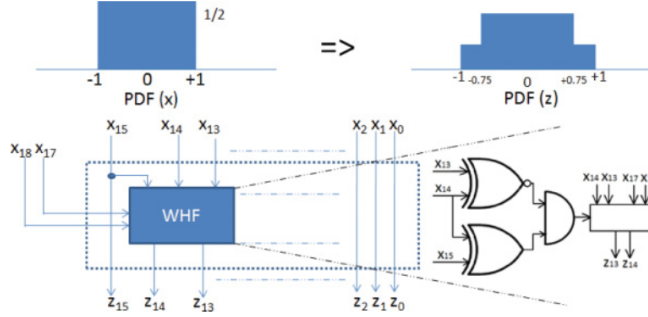 1/2
=>
-1 0 +1
-1 -0.75 0 +0.75 +1
PDF (x) PDF (z)
x15 x14 x13 x2 x1 x0
x18 x17
x13
x14
x15
x14 x13 x17
WHF
z13 z14
z15 z14 z13 z2 z1 z0